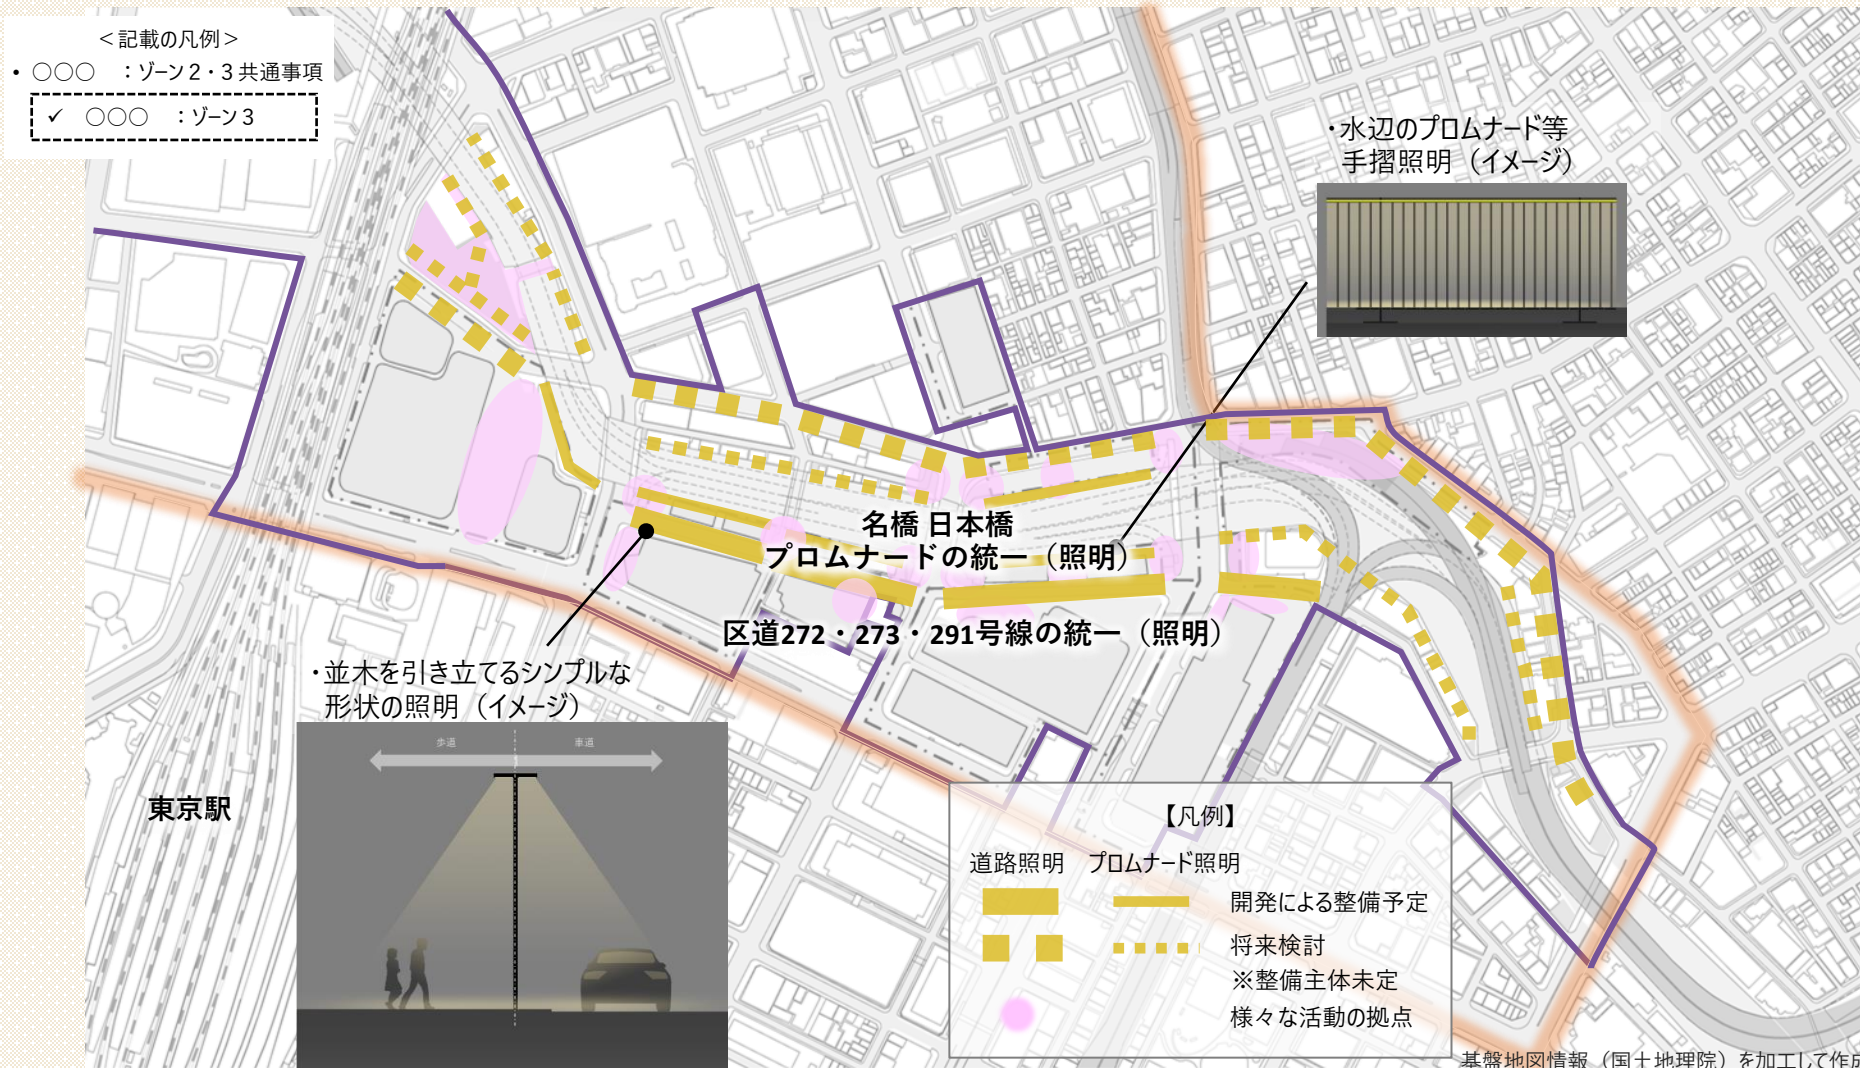 ＜記載の凡例＞
・○○○　：ゾーン２・３共通事項
✓　○○○　：ゾーン３
・水辺のプロムナード等
手摺照明（イメージ）
名橋 日本橋
プロムナードの統一（照明）
区道272・273・291号線の統一（照明）
・並木を引き立てるシンプルな
形状の照明（イメージ）
歩道　車道
東京駅
【凡例】
道路照明　プロムナード照明
開発による整備予定
将来検討
※整備主体未定
様々な活動の拠点
基盤地図情報（国土地理院）を加工して作成